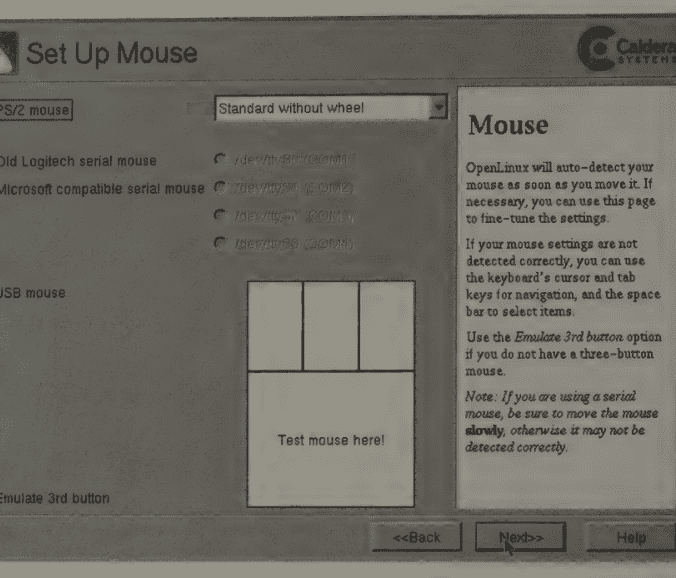 Set Up Mouse
Caldera
SYSTEMS
PS/2 mouse
Standard without wheel
Old Logitech serial mouse
Microsoft compatible serial mouse
USB mouse
Test mouse here!
Emulate 3rd button
Mouse
OpenLinux will auto-detect your
mouse as soon as you move it. If
necessary, you can use this page
to fine-tune the settings.
If your mouse settings are not
detected correctly, you can use
the keyboard's cursor and tab
keys for navigation, and the space
bar to select items.
Use the Emulate 3rd button option
if you do not have a three-button
mouse.
Note: If you are using a serial
mouse, be sure to move the mouse
slowly, otherwise it may not be
detected correctly.
<<Back
Next>>
Help